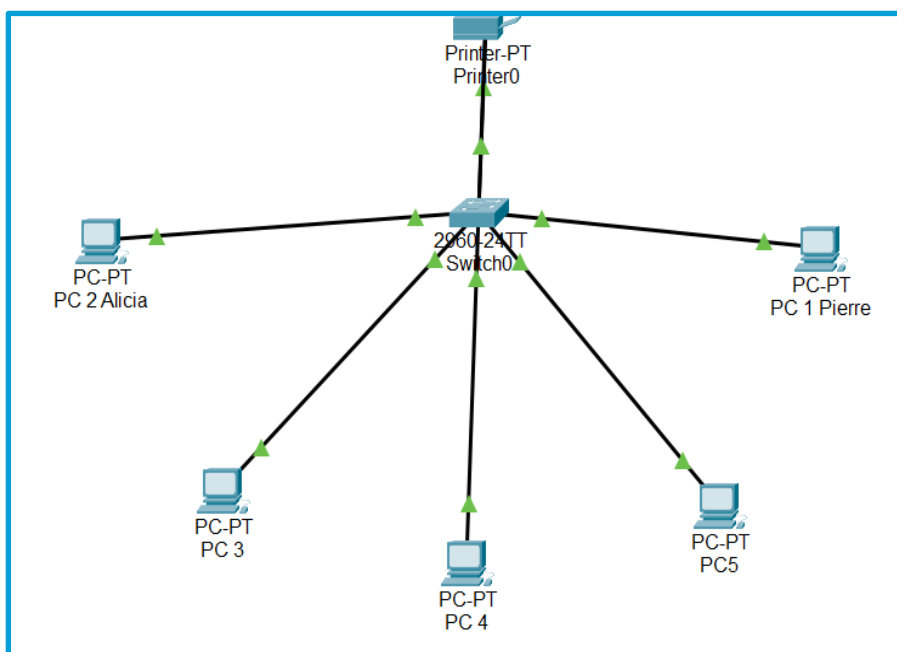 Printer-PT
Printer0
2960-24TT
Switch0
PC-PT
PC 2 Alicia
PC-PT
PC 1 Pierre
PC-PT
PC 3
PC-PT
PC5
PC-PT
PC 4